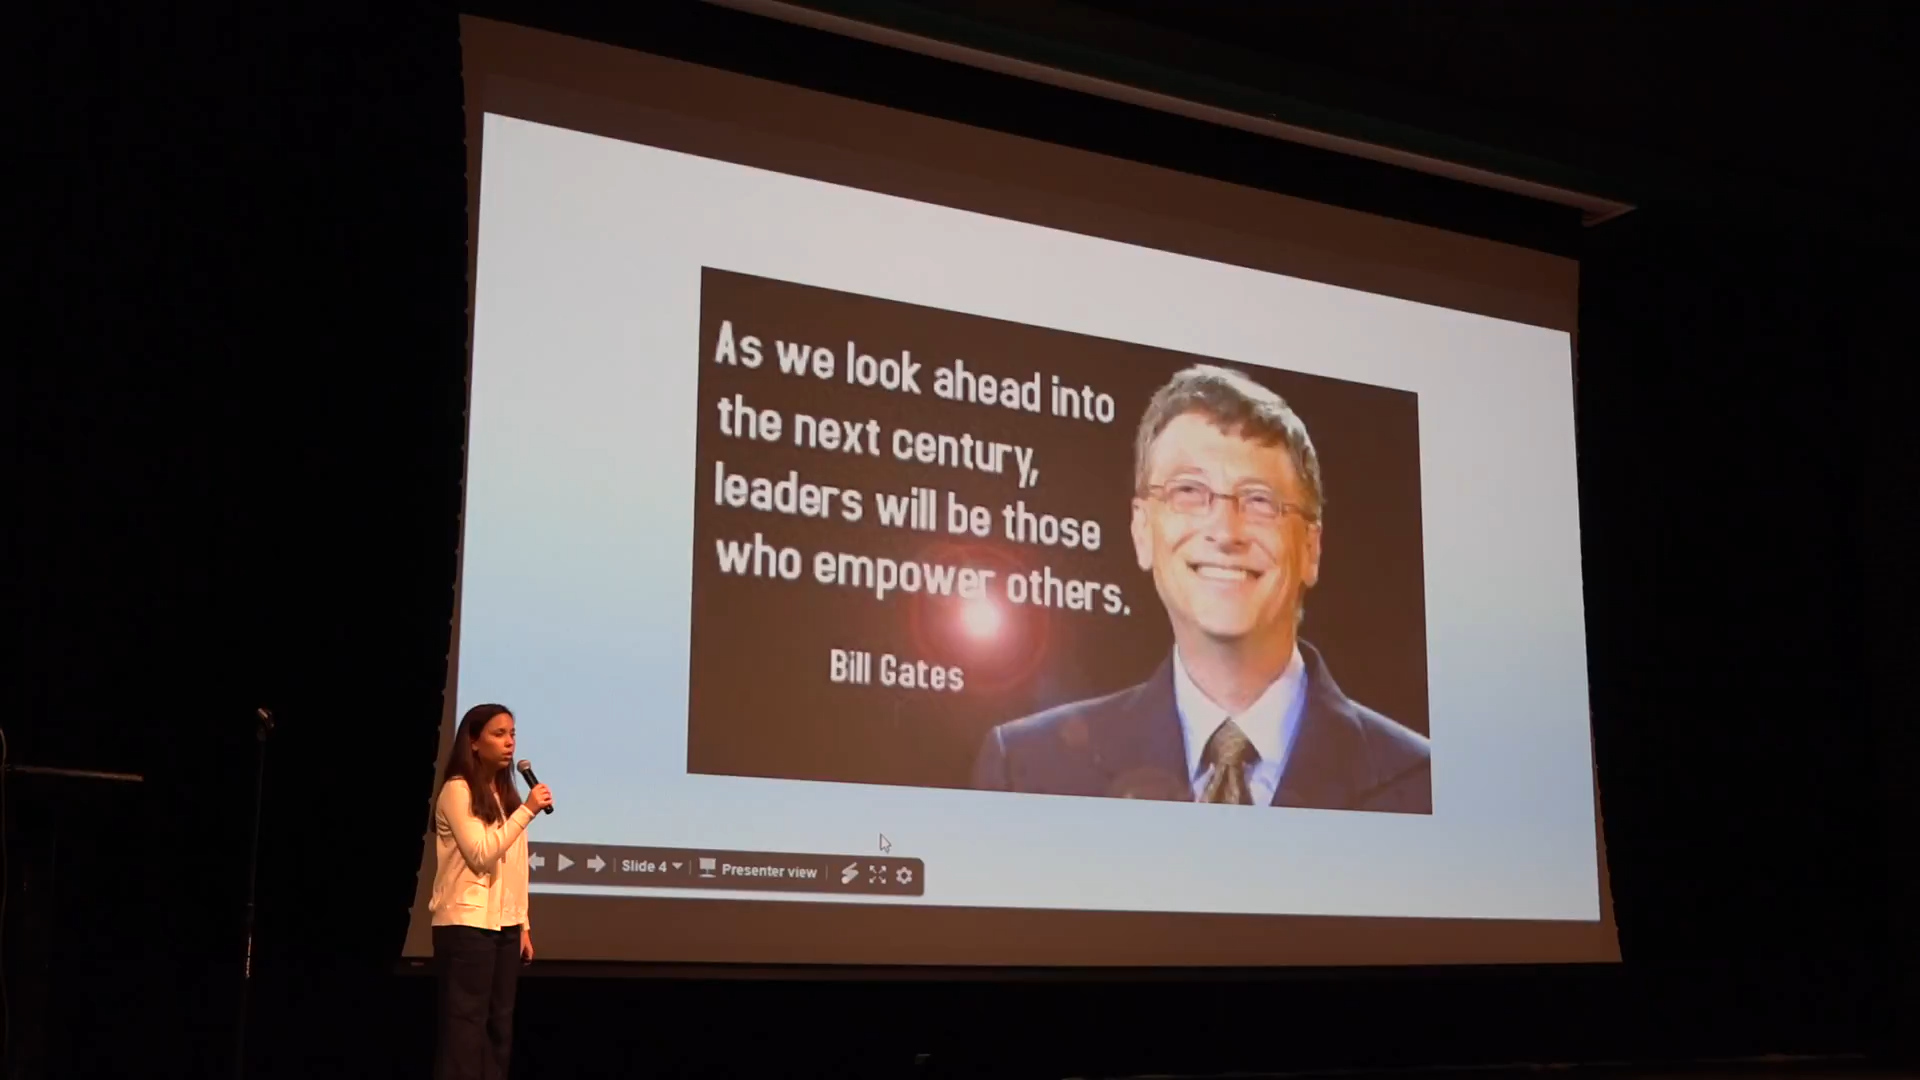 As we look ahead into
the next century,
leaders will be those
who empower others.
Bill Gates
Slide 4
Presenter view